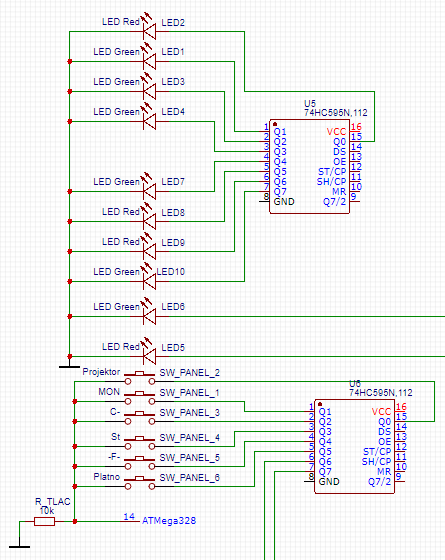 LED Red LED2
LED Green LED1
LED Green LED3
LED Green LED4
LED Green LED7
LED Red LED8
LED Red LED9
LED Green LED10
LED Green LED6
LED Red LED5
U5
74HC595N,112
1 Q1 VCC 16
2 Q2 Q0 15
3 Q3 DS 14
4 Q4 OE 13
5 Q5 ST/CP 12
6 Q6 SH/CP 11
7 Q7 MR 10
8 GND Q7/2 9
Projektor SW_PANEL_2
MON SW_PANEL_1
C- SW_PANEL_3
St SW_PANEL_4
-F- SW_PANEL_5
Platno SW_PANEL_6
U6
74HC595N,112
1 Q1 VCC 16
2 Q2 Q0 15
3 Q3 DS 14
4 Q4 OE 13
5 Q5 ST/CP 12
6 Q6 SH/CP 11
7 Q7 MR 10
8 GND Q7/2 9
R_TLAC
10k
14 ATMega328